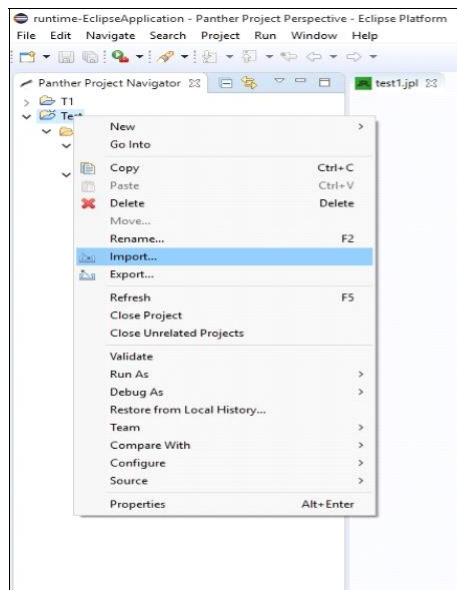 runtime-EclipseApplication - Panther Project Perspective - Eclipse Platform
File Edit Navigate Search Project Run Window Help
Panther Project Navigator test1.jpl
T1
New
Go Into
Copy Ctrl+C
Paste Ctrl+V
Delete Delete
Move...
Rename... F2
Import...
Export...
Refresh F5
Close Project
Close Unrelated Projects
Validate
Run As
Debug As
Restore from Local History...
Team
Compare With
Configure
Source
Properties Alt+Enter